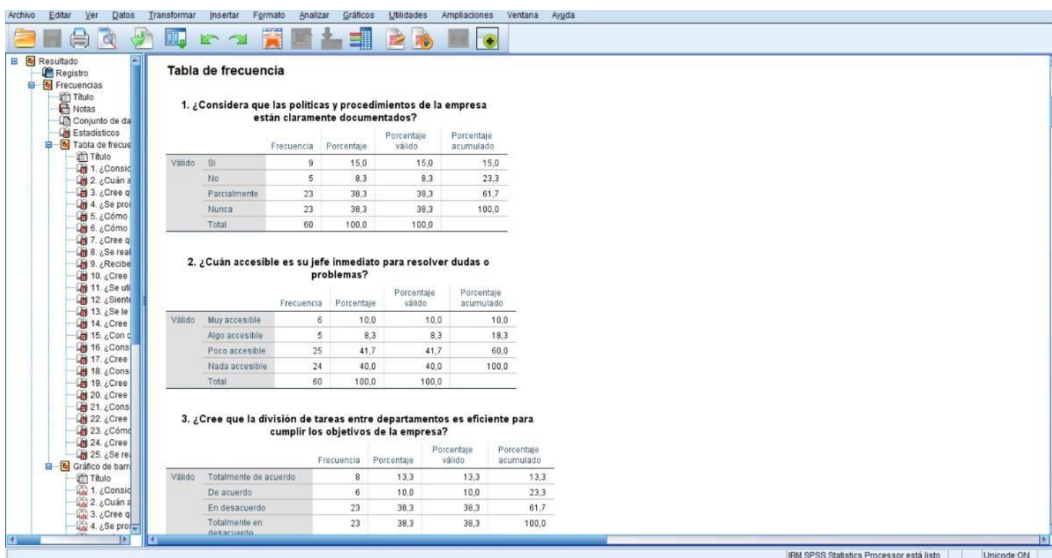 Archivo Editar Ver Datos Transformar Insertar Formato Analizar Gráficos Utilidades Ampliaciones Ventana Ayuda
Resultado
Registro
Frecuencias
Título
Notas
Conjunto de da
Estadísticos
Tabla de frecue
Título
1. ¿Consid
2. ¿Cuán a
3. ¿Cree q
4. ¿Se pro
5. ¿Cómo
6. ¿Cómo
7. ¿Cree q
8. ¿Se real
9. ¿Recibe
10. ¿Cree
11. ¿Se uti
12. ¿Siente
13. ¿Se le
14. ¿Cree
15. ¿Con c
16. ¿Cons
17. ¿Cree
18. ¿Cons
19. ¿Cree
20. ¿Cree
21. ¿Cons
22. ¿Cree
23. ¿Cómo
24. ¿Cree
25. ¿Se re
Gráfico de barr
Título
1. ¿Consid
2. ¿Cuán a
3. ¿Cree q
4. ¿Se pro
Tabla de frecuencia
1. ¿Considera que las políticas y procedimientos de la empresa
están claramente documentados?
Frecuencia Porcentaje Porcentaje válido Porcentaje acumulado
Válido Si 9 15,0 15,0 15,0
No 5 8,3 8,3 23,3
Parcialmente 23 38,3 38,3 61,7
Nunca 23 38,3 38,3 100,0
Total 60 100,0 100,0
2. ¿Cuán accesible es su jefe inmediato para resolver dudas o
problemas?
Frecuencia Porcentaje Porcentaje válido Porcentaje acumulado
Válido Muy accesible 6 10,0 10,0 10,0
Algo accesible 5 8,3 8,3 18,3
Poco accesible 25 41,7 41,7 60,0
Nada accesible 24 40,0 40,0 100,0
Total 60 100,0 100,0
3. ¿Cree que la división de tareas entre departamentos es eficiente para
cumplir los objetivos de la empresa?
Frecuencia Porcentaje Porcentaje válido Porcentaje acumulado
Válido Totalmente de acuerdo 8 13,3 13,3 13,3
De acuerdo 6 10,0 10,0 23,3
En desacuerdo 23 38,3 38,3 61,7
Totalmente en 23 38,3 38,3 100,0
desacuerdo
IBM SPSS Statistics Processor está listo Unicode:ON